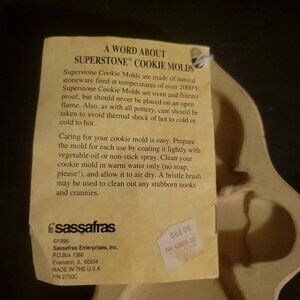 A WORD ABOUT
SUPERSTONE® COOKIE MOLDS
Superstone Cookie Molds are made of natural
stoneware fired at temperatures of over 2000°F.
Superstone Cookie Molds are oven and freezer
proof, but should never be placed on an open
flame. Also, as with all pottery, care should be
taken to avoid thermal shock of hot to cold or
cold to hot.
Caring for your cookie mold is easy. Prepare
the mold for each use by coating it lightly with
vegetable oil or non-stick spray. Clean your
cookie mold in warm water only (no soap,
please!), and allow it to air dry. A bristle brush
may be used to clean out any stubborn nooks and
crannies.
sassafras
©1996
Sassafras Enterprises, Inc.
P.O.Box 1366
Evanston, IL 60204
MADE IN THE U.S.A.
PN 2750C